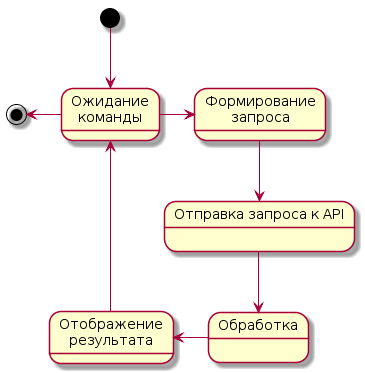 Ожидание
команды
Формирование
запроса
Отправка запроса к API
Обработка
Отображение
результата